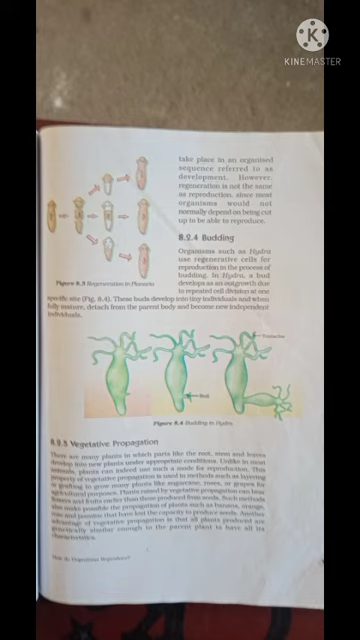 KINEMASTER
take place in an organised
sequence referred to as
development. However,
regeneration is not the same
as reproduction, since most
organisms would not
normally depend on being cut
up to be able to reproduce.
8.2.4 Budding
Organisms such as Hydra
use regenerative cells for
reproduction in the process of
budding. In Hydra, a bud
develops as an outgrowth due
to repeated cell division at one
Figure 8.3 Regeneration in Planaria
specific site (Fig. 8.4). These buds develop into tiny individuals and when
fully mature, detach from the parent body and become new independent
individuals.
Tentacles
Bud
Figure 8.4 Budding in Hydra
8.2.5 Vegetative Propagation
There are many plants in which parts like the root, stem and leaves
develop into new plants under appropriate conditions. Unlike in most
animals, plants can indeed use such a mode for reproduction. This
property of vegetative propagation is used in methods such as layering
or grafting to grow many plants like sugarcane, roses, or grapes for
agricultural purposes. Plants raised by vegetative propagation can bear
flowers and fruits earlier than those produced from seeds. Such methods
also make possible the propagation of plants such as banana, orange,
rose and jasmine that have lost the capacity to produce seeds. Another
advantage of vegetative propagation is that all plants produced are
genetically similar enough to the parent plant to have all its
characteristics.
How do Organisms Reproduce?